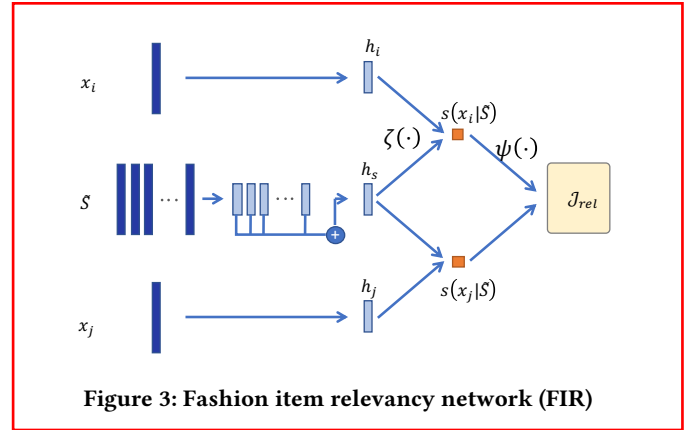 h_i
x_i
s(x_i|S̃)
ζ(·)
ψ(·)
S̃
...
...
h_s
+
𝒥_rel
h_j
s(x_j|S̃)
x_j
Figure 3: Fashion item relevancy network (FIR)